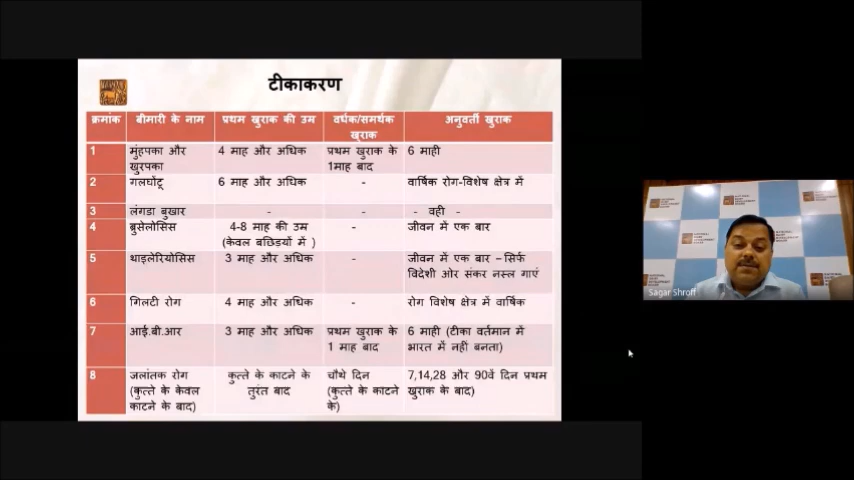 टीकाकरण
क्रमांक बीमारी के नाम प्रथम खुराक की उम वर्धक/समर्थक खुराक अनुवर्ती खुराक
1 मुंहपका और खुरपका 4 माह और अधिक प्रथम खुराक के 1माह बाद 6 माही
2 गलघोंटू 6 माह और अधिक - वार्षिक रोग-विशेष क्षेत्र में
3 लंगडा बुखार - - - वही -
4 ब्रुसेलोसिस 4-8 माह की उम (केवल बछिडयों में ) - जीवन में एक बार
5 थाइलेरियोसिस 3 माह और अधिक - जीवन में एक बार – सिर्फ विदेशी ओर संकर नस्ल गाएं
6 गिलटी रोग 4 माह और अधिक - रोग विशेष क्षेत्र में वार्षिक
7 आई.बी.आर 3 माह और अधिक प्रथम खुराक के 1 माह बाद 6 माही (टीका वर्तमान में भारत में नहीं बनता)
8 जलांतक रोग (कुत्ते के केवल काटने के बाद) कुत्ते के काटने के तुरंत बाद चौथे दिन (कुत्ते के काटने के) 7,14,28 और 90वें दिन प्रथम खुराक के बाद)
Sagar Shroff